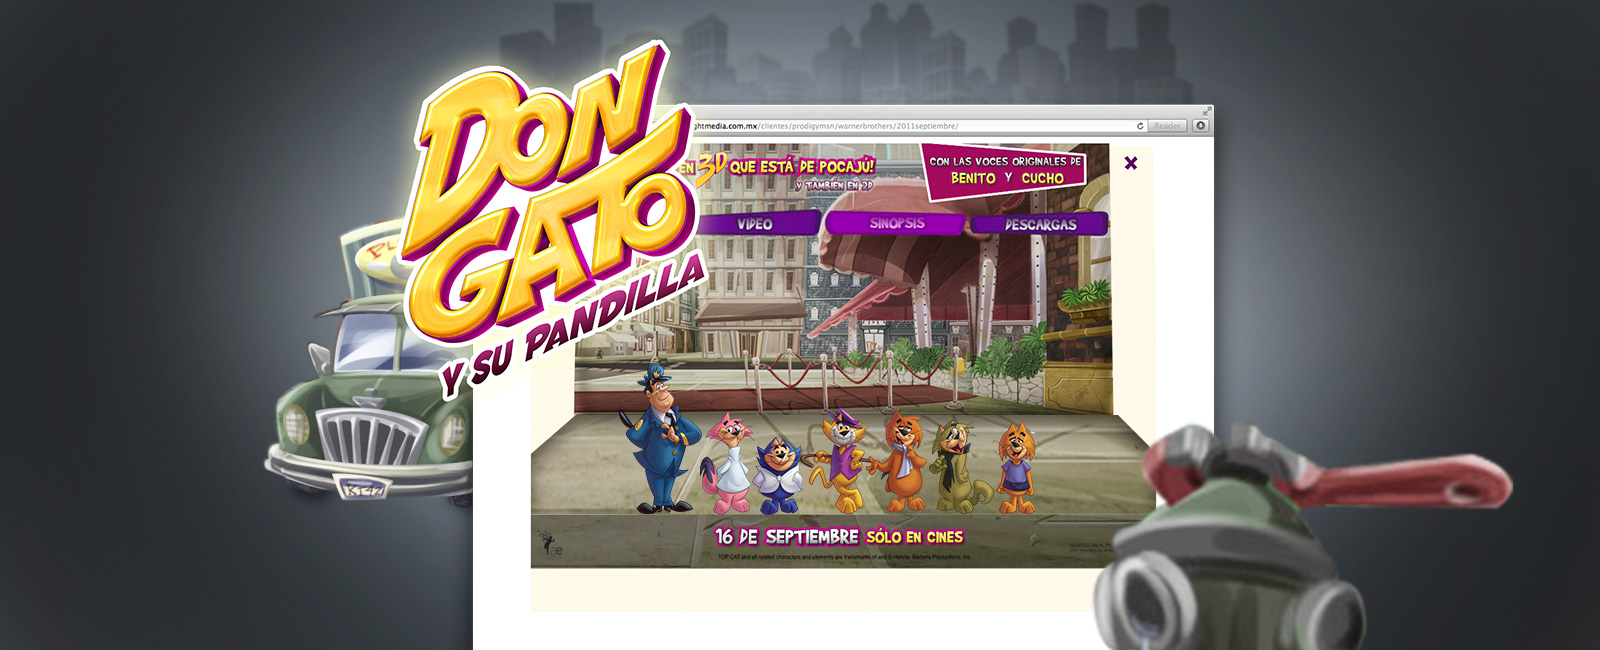 DON
GATO
Y SU PANDILLA
ghtmedia.com.mx/clientes/prodigymsn/warnerbrothers/2011septiembre/
Reader
EN 3D QUE ESTÁ DE POCAJÚ!
Y TAMBIÉN EN 2D
CON LAS VOCES ORIGINALES DE
BENITO Y CUCHO
VIDEO
SINOPSIS
DESCARGAS
16 DE SEPTIEMBRE SÓLO EN CINES
TOP CAT and all related characters and elements are trademarks of and © Hanna-Barbera Productions, Inc.